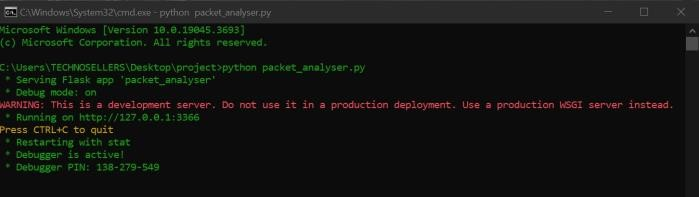 C:\Windows\System32\cmd.exe - python packet_analyser.py
Microsoft Windows [Version 10.0.19045.3693]
(c) Microsoft Corporation. All rights reserved.
C:\Users\TECHNOSELLERS\Desktop\project>python packet_analyser.py
* Serving Flask app 'packet_analyser'
* Debug mode: on
WARNING: This is a development server. Do not use it in a production deployment. Use a production WSGI server instead.
* Running on http://127.0.0.1:3366
Press CTRL+C to quit
* Restarting with stat
* Debugger is active!
* Debugger PIN: 138-279-549